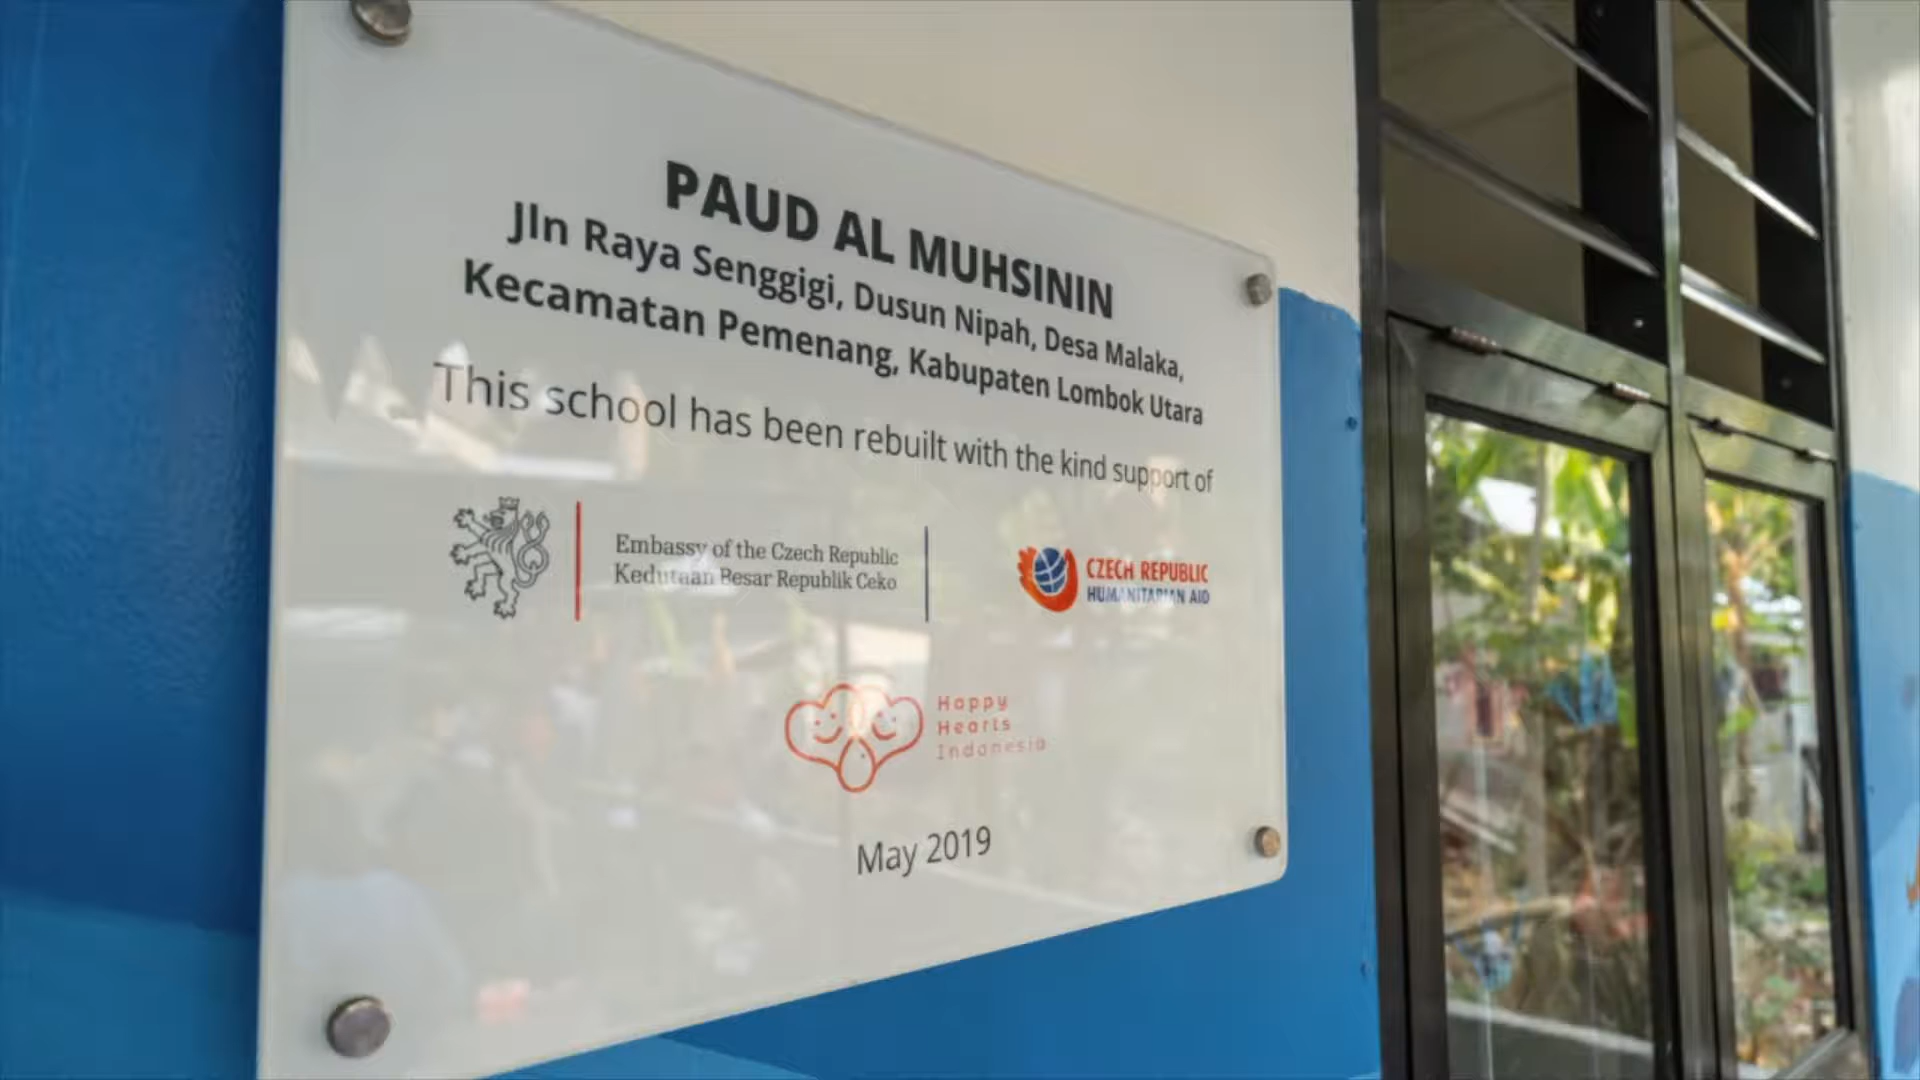 PAUD AL MUHSININ
Jln Raya Senggigi, Dusun Nipah, Desa Malaka,
Kecamatan Pemenang, Kabupaten Lombok Utara
This school has been rebuilt with the kind support of
Embassy of the Czech Republic
Kedutaan Besar Republik Ceko
CZECH REPUBLIC
HUMANITARIAN AID
Happy
Hearts
Indonesia
May 2019